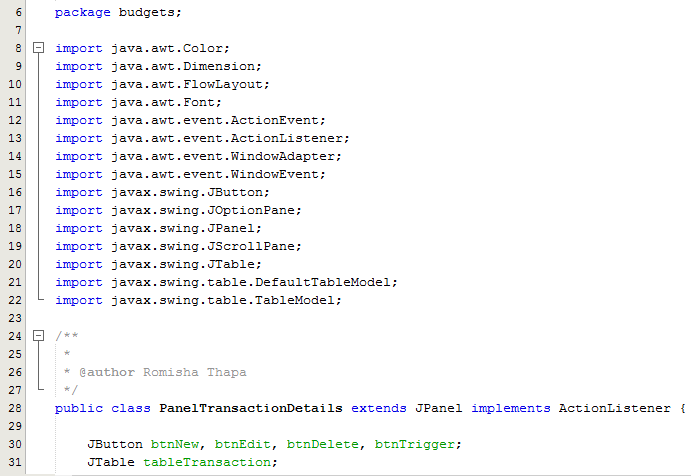 6 package budgets;
7
8 import java.awt.Color;
9 import java.awt.Dimension;
10 import java.awt.FlowLayout;
11 import java.awt.Font;
12 import java.awt.event.ActionEvent;
13 import java.awt.event.ActionListener;
14 import java.awt.event.WindowAdapter;
15 import java.awt.event.WindowEvent;
16 import javax.swing.JButton;
17 import javax.swing.JOptionPane;
18 import javax.swing.JPanel;
19 import javax.swing.JScrollPane;
20 import javax.swing.JTable;
21 import javax.swing.table.DefaultTableModel;
22 import javax.swing.table.TableModel;
23
24 /**
25  *
26  * @author Romisha Thapa
27  */
28 public class PanelTransactionDetails extends JPanel implements ActionListener {
29
30     JButton btnNew, btnEdit, btnDelete, btnTrigger;
31     JTable tableTransaction;